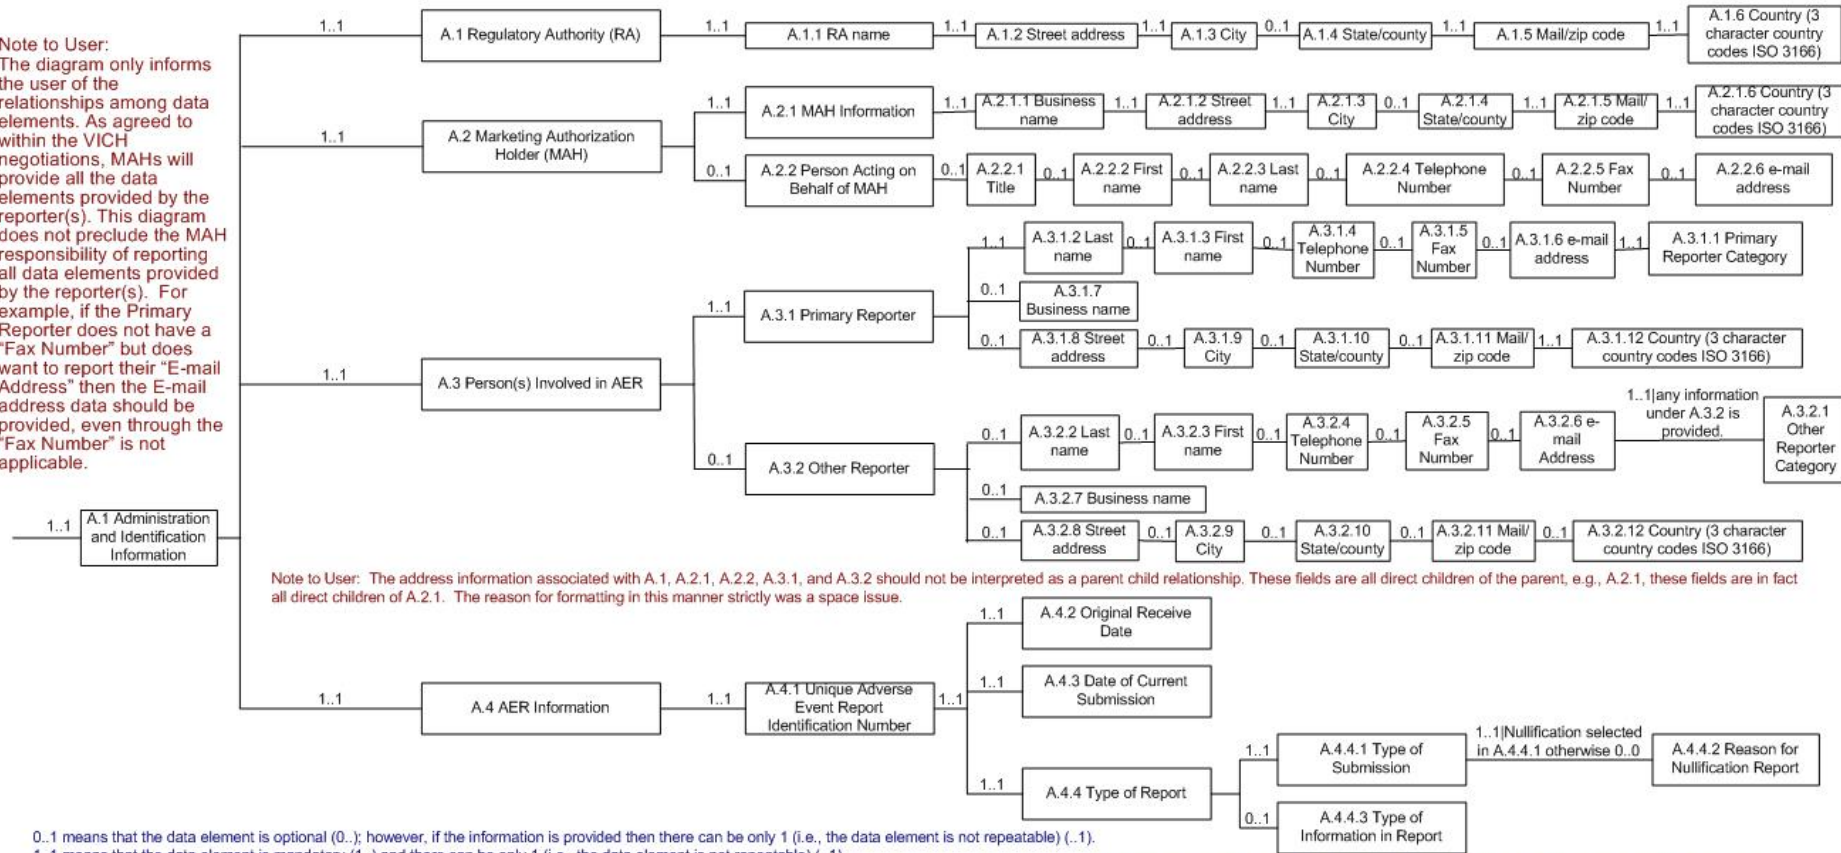 Note to User:
The diagram only informs
the user of the
relationships among data
elements. As agreed to
within the VICH
negotiations, MAHs will
provide all the data
elements provided by the
reporter(s). This diagram
does not preclude the MAH
responsibility of reporting
all data elements provided
by the reporter(s). For
example, if the Primary
Reporter does not have a
"Fax Number" but does
want to report their "E-mail
Address" then the E-mail
address data should be
provided, even through the
"Fax Number" is not
applicable.
1..1
A.1 Administration
and Identification
Information
1..1
A.1 Regulatory Authority (RA)
1..1
A.1.1 RA name
1..1
A.1.2 Street address
1..1
A.1.3 City
0..1
A.1.4 State/county
1..1
A.1.5 Mail/zip code
1..1
A.1.6 Country (3
character country
codes ISO 3166)
1..1
A.2 Marketing Authorization
Holder (MAH)
1..1
A.2.1 MAH Information
1..1
A.2.1.1 Business
name
1..1
A.2.1.2 Street
address
1..1
A.2.1.3
City
0..1
A.2.1.4
State/county
1..1
A.2.1.5 Mail/
zip code
1..1
A.2.1.6 Country (3
character country
codes ISO 3166)
0..1
A.2.2 Person Acting on
Behalf of MAH
0..1
A.2.2.1
Title
0..1
A.2.2.2 First
name
0..1
A.2.2.3 Last
name
0..1
A.2.2.4 Telephone
Number
0..1
A.2.2.5 Fax
Number
0..1
A.2.2.6 e-mail
address
1..1
A.3 Person(s) Involved in AER
1..1
A.3.1 Primary Reporter
1..1
A.3.1.2 Last
name
0..1
A.3.1.3 First
name
0..1
A.3.1.4
Telephone
Number
0..1
A.3.1.5
Fax
Number
0..1
A.3.1.6 e-mail
address
1..1
A.3.1.1 Primary
Reporter Category
0..1
A.3.1.7
Business name
0..1
A.3.1.8 Street
address
0..1
A.3.1.9
City
0..1
A.3.1.10
State/county
0..1
A.3.1.11 Mail/
zip code
1..1
A.3.1.12 Country (3 character
country codes ISO 3166)
0..1
A.3.2 Other Reporter
0..1
A.3.2.2 Last
name
0..1
A.3.2.3 First
name
0..1
A.3.2.4
Telephone
Number
0..1
A.3.2.5
Fax
Number
0..1
A.3.2.6 e-
mail
Address
1..1|any information
under A.3.2 is
provided.
A.3.2.1
Other
Reporter
Category
0..1
A.3.2.7 Business name
0..1
A.3.2.8 Street
address
0..1
A.3.2.9
City
0..1
A.3.2.10
State/county
0..1
A.3.2.11 Mail/
zip code
0..1
A.3.2.12 Country (3 character
country codes ISO 3166)
Note to User: The address information associated with A.1, A.2.1, A.2.2, A.3.1, and A.3.2 should not be interpreted as a parent child relationship. These fields are all direct children of the parent, e.g., A.2.1, these fields are in fact
all direct children of A.2.1. The reason for formatting in this manner strictly was a space issue.
1..1
A.4 AER Information
1..1
A.4.1 Unique Adverse
Event Report
Identification Number
1..1
1..1
A.4.2 Original Receive
Date
1..1
A.4.3 Date of Current
Submission
1..1
A.4.4 Type of Report
1..1
A.4.4.1 Type of
Submission
1..1|Nullification selected
in A.4.4.1 otherwise 0..0
A.4.4.2 Reason for
Nullification Report
0..1
A.4.4.3 Type of
Information in Report
0..1 means that the data element is optional (0..); however, if the information is provided then there can be only 1 (i.e., the data element is not repeatable) (..1).